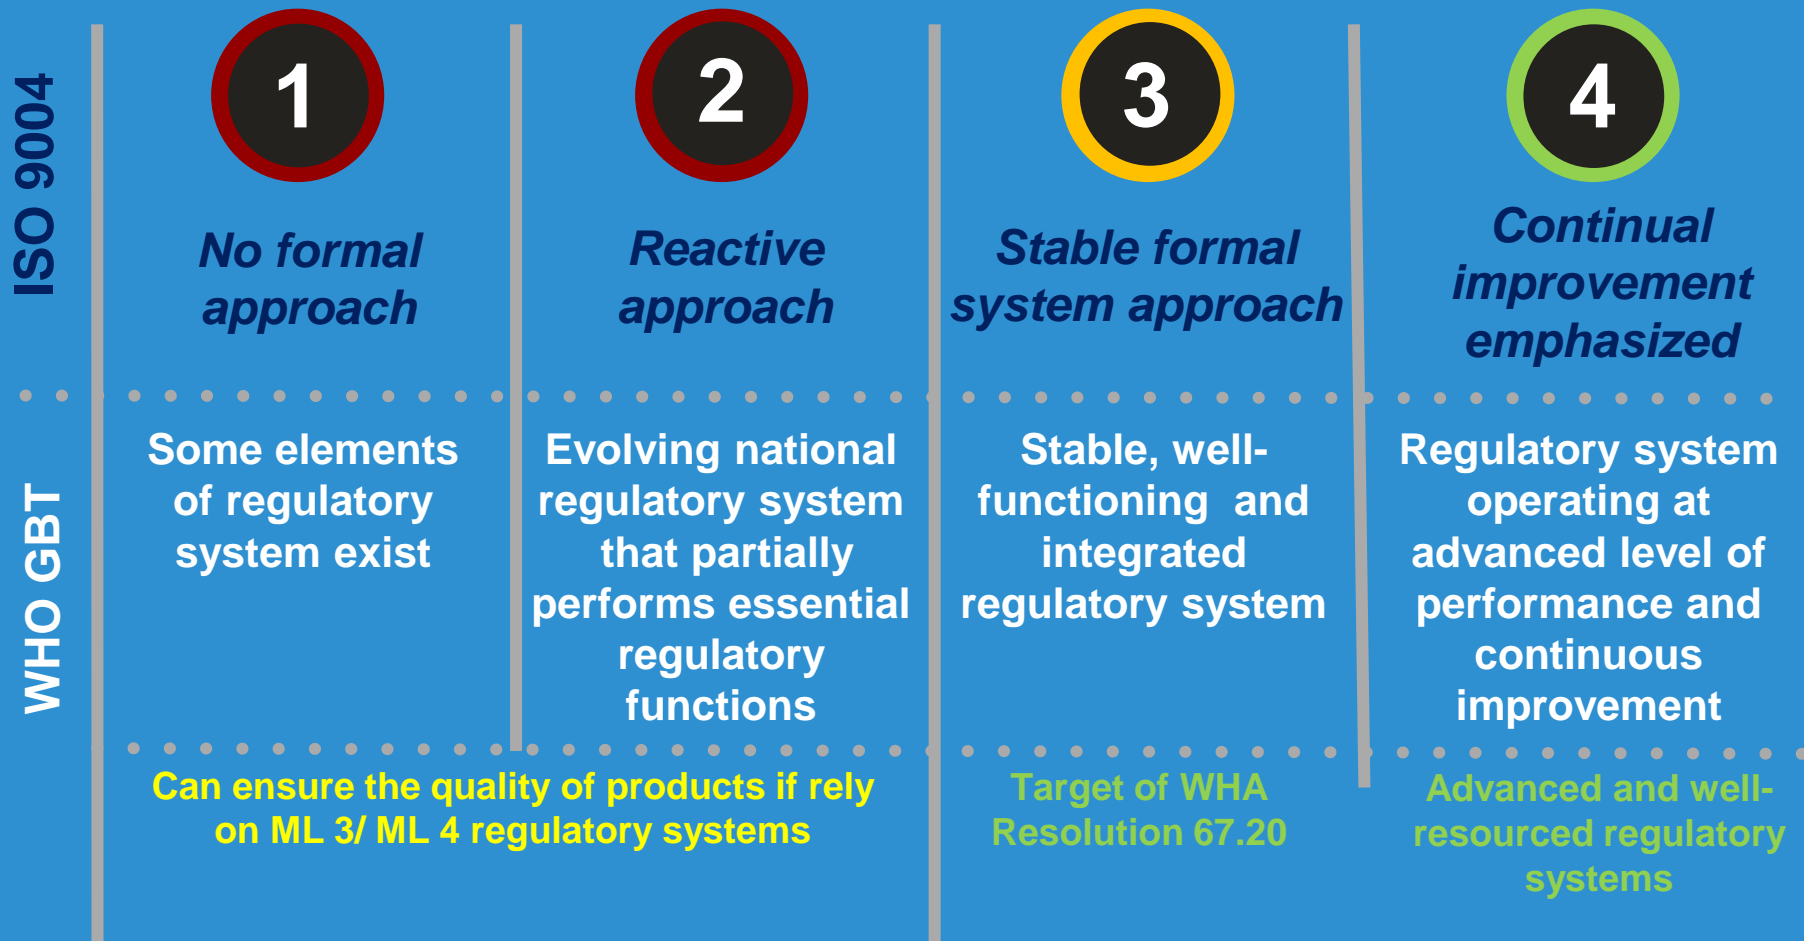 ISO 9004
1
No formal
approach
2
Reactive
approach
3
Stable formal
system approach
4
Continual
improvement
emphasized
WHO GBT
Some elements
of regulatory
system exist
Evolving national
regulatory system
that partially
performs essential
regulatory
functions
Stable, well-
functioning and
integrated
regulatory system
Regulatory system
operating at
advanced level of
performance and
continuous
improvement
Can ensure the quality of products if rely
on ML 3/ ML 4 regulatory systems
Target of WHA
Resolution 67.20
Advanced and well-
resourced regulatory
systems